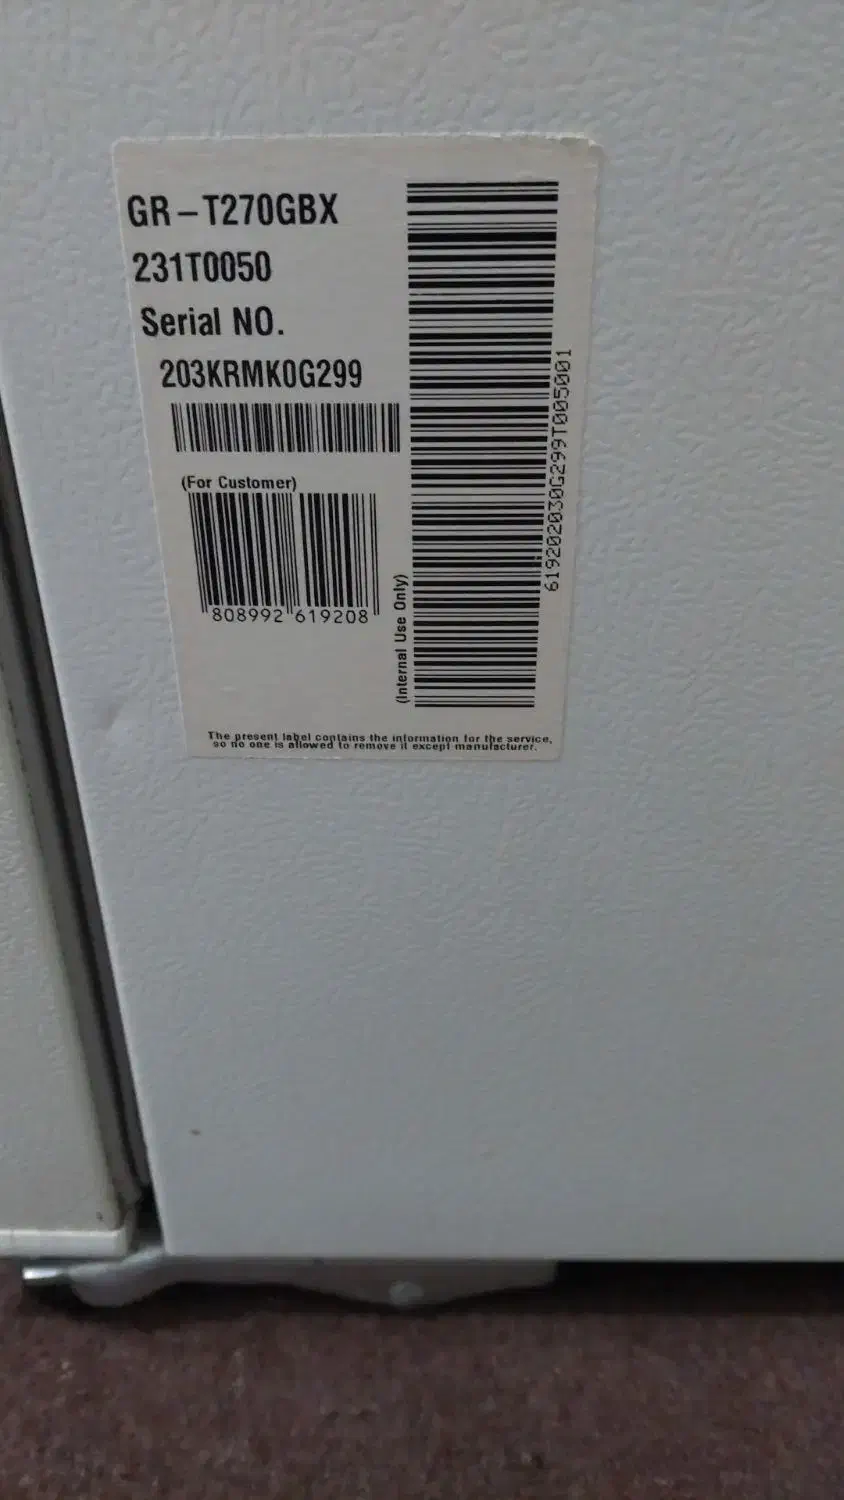 GR-T270GBX
231T0050
Serial NO.
203KRMK0G299
(For Customer)
808992 619208
(Internal Use Only)
619202030G299T005001
The present label contains the information for the service,
so no one is allowed to remove it except manufacturer.